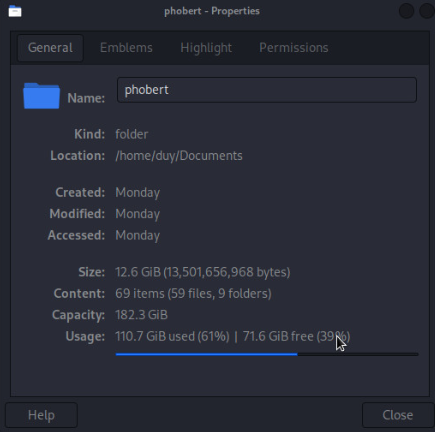 phobert - Properties
General Emblems Highlight Permissions
Name: phobert
Kind: folder
Location: /home/duy/Documents
Created: Monday
Modified: Monday
Accessed: Monday
Size: 12.6 GiB (13,501,656,968 bytes)
Content: 69 items (59 files, 9 folders)
Capacity: 182.3 GiB
Usage: 110.7 GiB used (61%) | 71.6 GiB free (39%)
Help Close